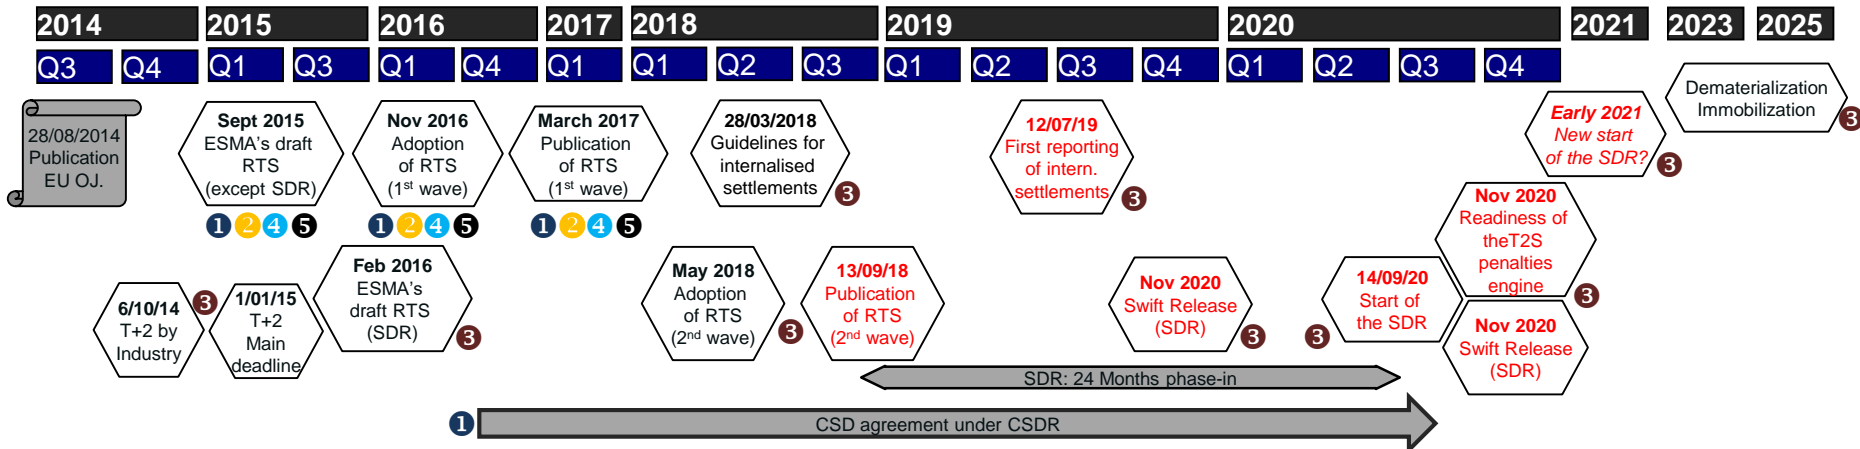 2014 2015 2016 2017 2018 2019 2020 2021 2023 2025
Q3 Q4 Q1 Q3 Q1 Q4 Q1 Q1 Q2 Q3 Q1 Q2 Q3 Q4 Q1 Q2 Q3 Q4
28/08/2014
Publication
EU OJ.
Sept 2015
ESMA's draft
RTS
(except SDR)
1 2 4 5
Nov 2016
Adoption
of RTS
(1st wave)
1 2 4 5
March 2017
Publication
of RTS
(1st wave)
1 2 4 5
28/03/2018
Guidelines for
internalised
settlements
3
12/07/19
First reporting
of intern.
settlements
3
Early 2021
New start
of the SDR?
3
Dematerialization
Immobilization
3
6/10/14
T+2 by
Industry
3
1/01/15
T+2
Main
deadline
Feb 2016
ESMA's
draft RTS
(SDR)
3
May 2018
Adoption
of RTS
(2nd wave)
3
13/09/18
Publication
of RTS
(2nd wave)
Nov 2020
Swift Release
(SDR)
3
14/09/20
Start of
the SDR
3
Nov 2020
Readiness of
theT2S
penalties
engine
3
Nov 2020
Swift Release
(SDR)
SDR: 24 Months phase-in
1
CSD agreement under CSDR